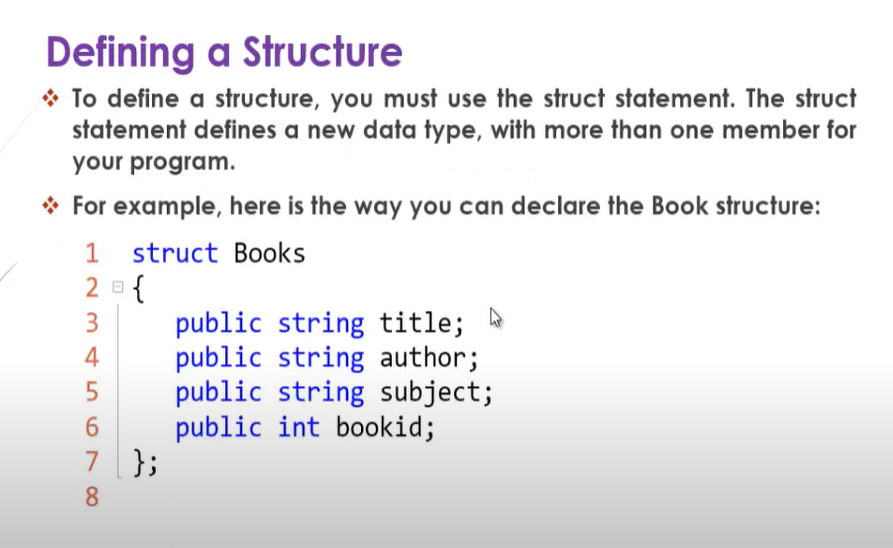 Defining a Structure
❖ To define a structure, you must use the struct statement. The struct
statement defines a new data type, with more than one member for
your program.
❖ For example, here is the way you can declare the Book structure:
1 struct Books
2 {
3 public string title;
4 public string author;
5 public string subject;
6 public int bookid;
7 };
8